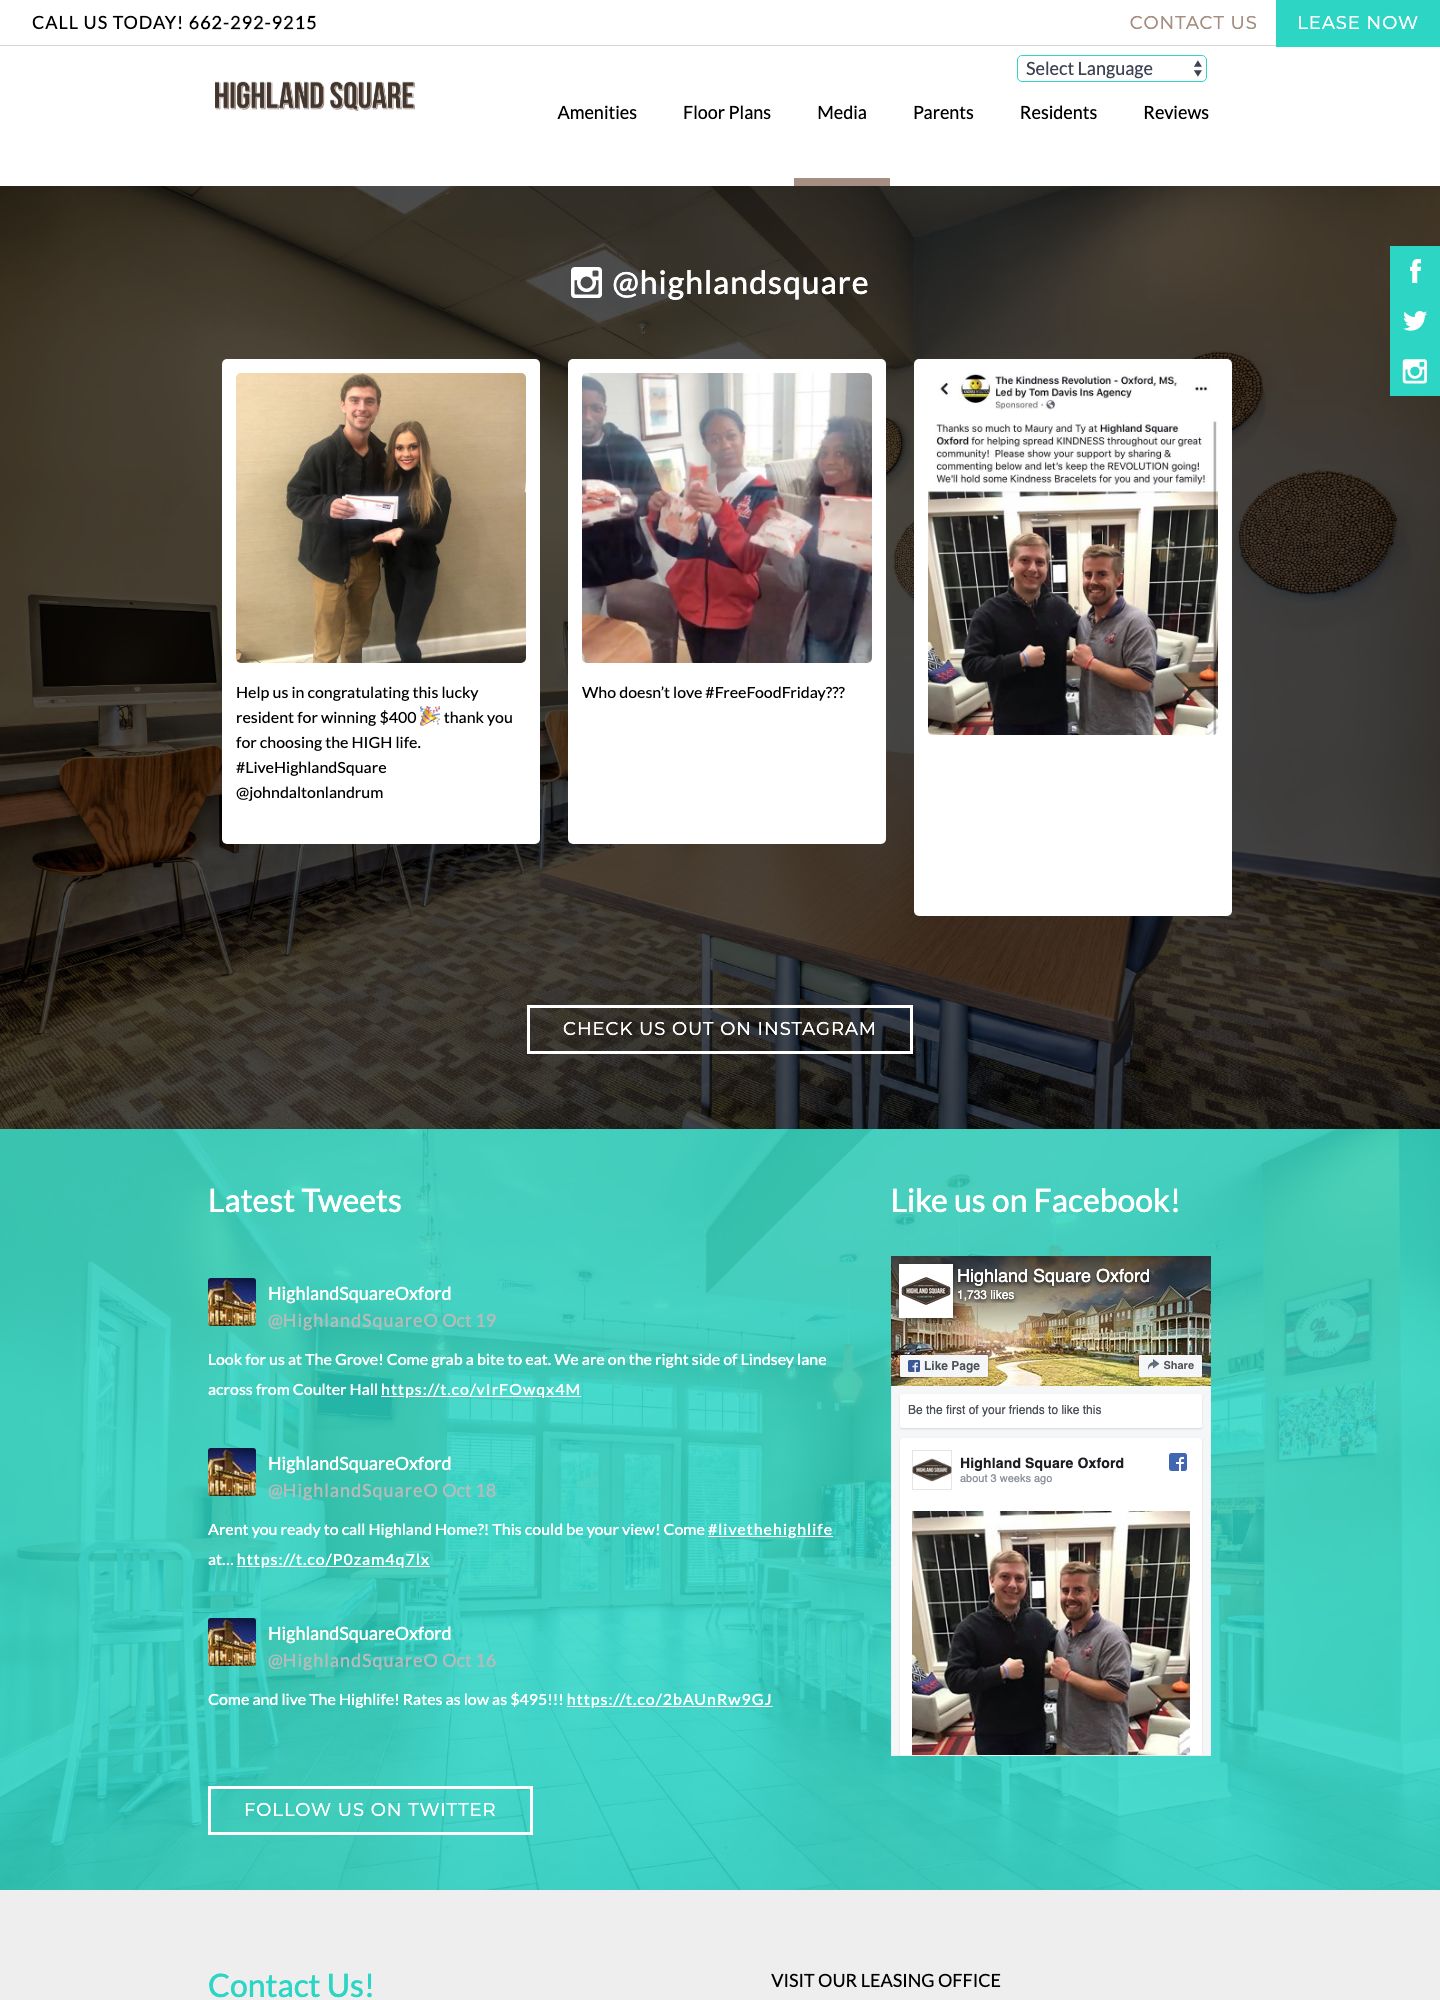 CALL US TODAY! 662-292-9215
CONTACT US
LEASE NOW
Select Language
HIGHLAND SQUARE
Amenities
Floor Plans
Media
Parents
Residents
Reviews
@highlandsquare
Help us in congratulating this lucky
resident for winning $400 🎉 thank you
for choosing the HIGH life.
#LiveHighlandSquare
@johndaltonlandrum
Who doesn't love #FreeFoodFriday???
The Kindness Revolution - Oxford, MS,
Led by Tom Davis Ins Agency
Sponsored
Thanks so much to Maury and Ty at Highland Square
Oxford for helping spread KINDNESS throughout our great
community! Please show your support by sharing &
commenting below and let's keep the REVOLUTION going!
We'll hold some Kindness Bracelets for you and your family!
CHECK US OUT ON INSTAGRAM
Latest Tweets
HighlandSquareOxford
@HighlandSquareO Oct 19
Look for us at The Grove! Come grab a bite to eat. We are on the right side of Lindsey lane
across from Coulter Hall https://t.co/vIrFOwqx4M
HighlandSquareOxford
@HighlandSquareO Oct 18
Arent you ready to call Highland Home?! This could be your view! Come #livethehighlife
at... https://t.co/P0zam4q7lx
HighlandSquareOxford
@HighlandSquareO Oct 16
Come and live The Highlife! Rates as low as $495!!! https://t.co/2bAUnRw9GJ
FOLLOW US ON TWITTER
Like us on Facebook!
HIGHLAND SQUARE
Highland Square Oxford
1,733 likes
Like Page
Share
Be the first of your friends to like this
HIGHLAND SQUARE
Highland Square Oxford
about 3 weeks ago
Contact Us!
VISIT OUR LEASING OFFICE